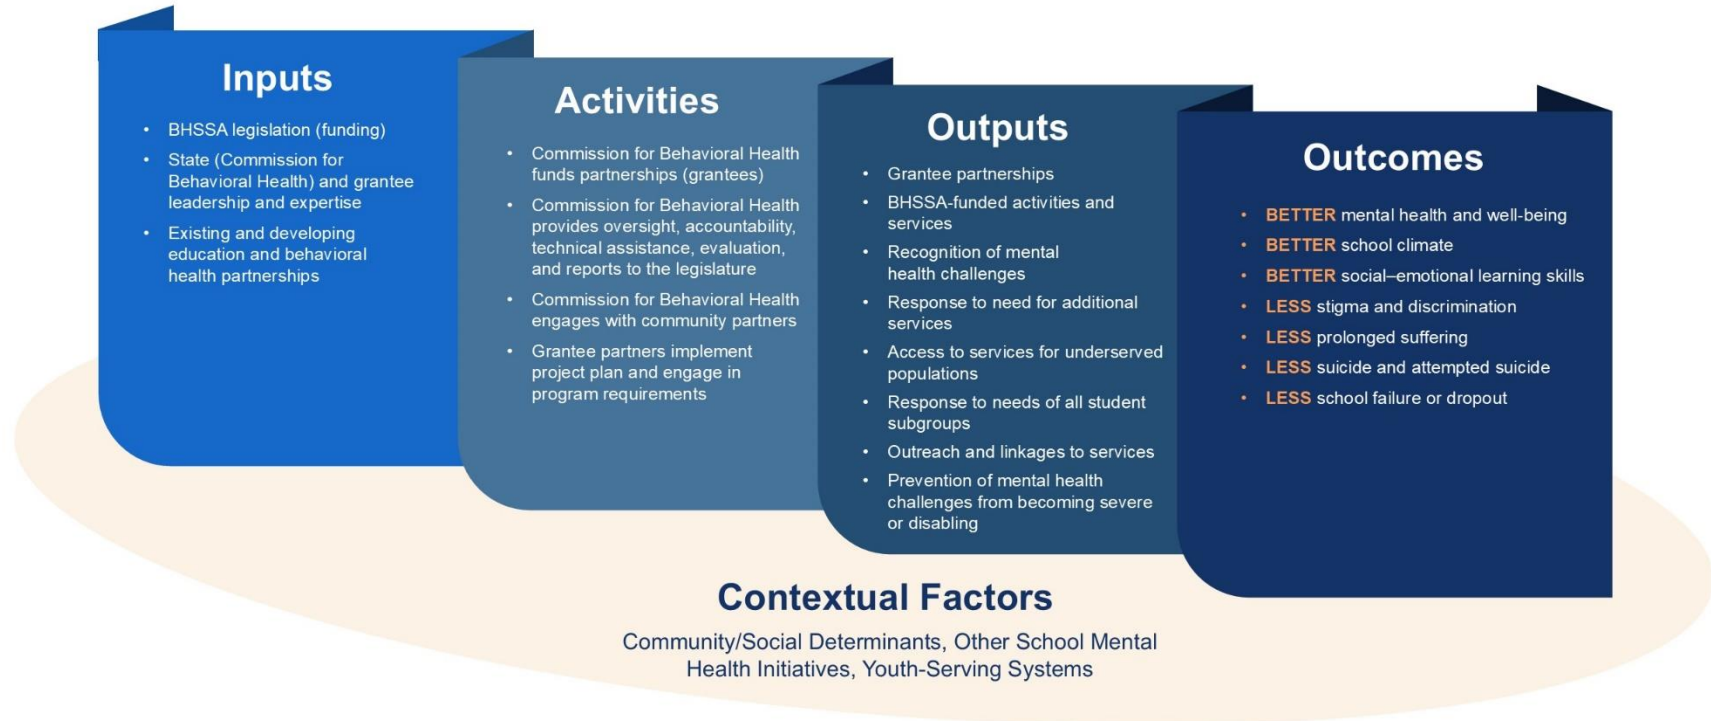 Inputs
• BHSSA legislation (funding)
• State (Commission for
Behavioral Health) and grantee
leadership and expertise
• Existing and developing
education and behavioral
health partnerships
Activities
• Commission for Behavioral Health
funds partnerships (grantees)
• Commission for Behavioral Health
provides oversight, accountability,
technical assistance, evaluation,
and reports to the legislature
• Commission for Behavioral Health
engages with community partners
• Grantee partners implement
project plan and engage in
program requirements
Outputs
• Grantee partnerships
• BHSSA-funded activities and
services
• Recognition of mental
health challenges
• Response to need for additional
services
• Access to services for underserved
populations
• Response to needs of all student
subgroups
• Outreach and linkages to services
• Prevention of mental health
challenges from becoming severe
or disabling
Outcomes
• BETTER mental health and well-being
• BETTER school climate
• BETTER social–emotional learning skills
• LESS stigma and discrimination
• LESS prolonged suffering
• LESS suicide and attempted suicide
• LESS school failure or dropout
Contextual Factors
Community/Social Determinants, Other School Mental
Health Initiatives, Youth-Serving Systems